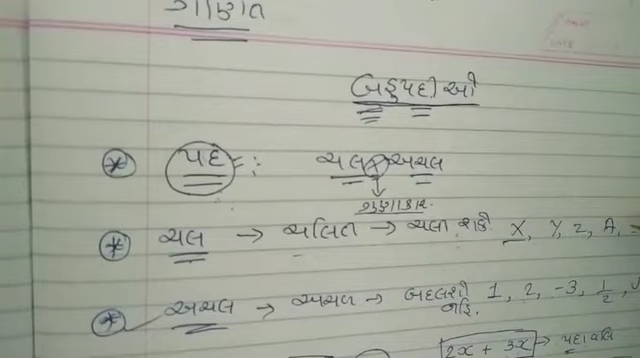 ગણિત
બહુપદીઓ
* પદ =: ચલ × અચલ
ગુણાકાર
* ચલ → ચલિત → ચલી શકે X, Y, Z, A,
* અચલ → અચળ → બદલશે નહિ. 1, 2, -3, 1/2,
2x + 3x → પદાવલિ